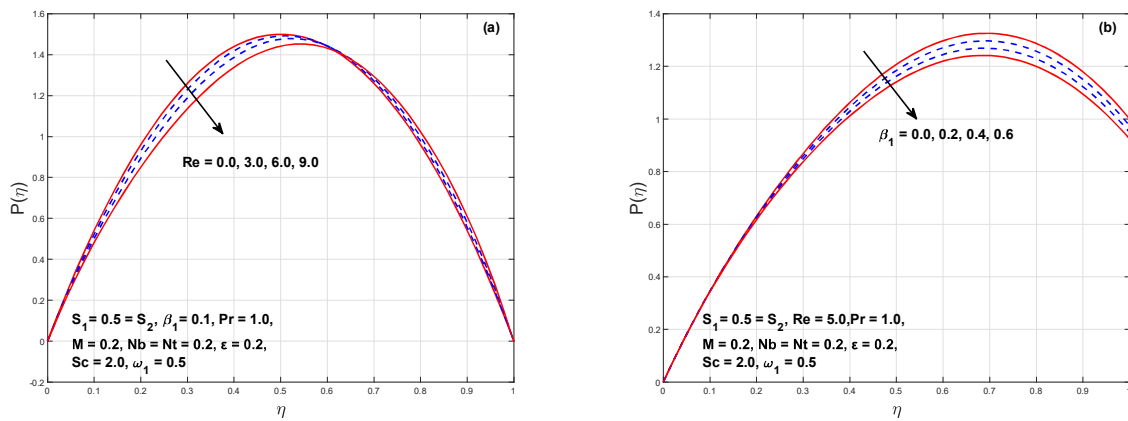 (a)
P(η)
1.6
1.4
1.2
1
0.8
0.6
0.4
0.2
0
-0.2
Re = 0.0, 3.0, 6.0, 9.0
S₁ = 0.5 = S₂, β₁ = 0.1, Pr = 1.0,
M = 0.2, Nb = Nt = 0.2, ε = 0.2,
Sc = 2.0, ω₁ = 0.5
0 0.1 0.2 0.3 0.4 0.5 0.6 0.7 0.8 0.9 1
η
(b)
P(η)
1.4
1.2
1
0.8
0.6
0.4
0.2
0
β₁ = 0.0, 0.2, 0.4, 0.6
S₁ = 0.5 = S₂, Re = 5.0,Pr = 1.0,
M = 0.2, Nb = Nt = 0.2, ε = 0.2,
Sc = 2.0, ω₁ = 0.5
0 0.1 0.2 0.3 0.4 0.5 0.6 0.7 0.8 0.9 1
η